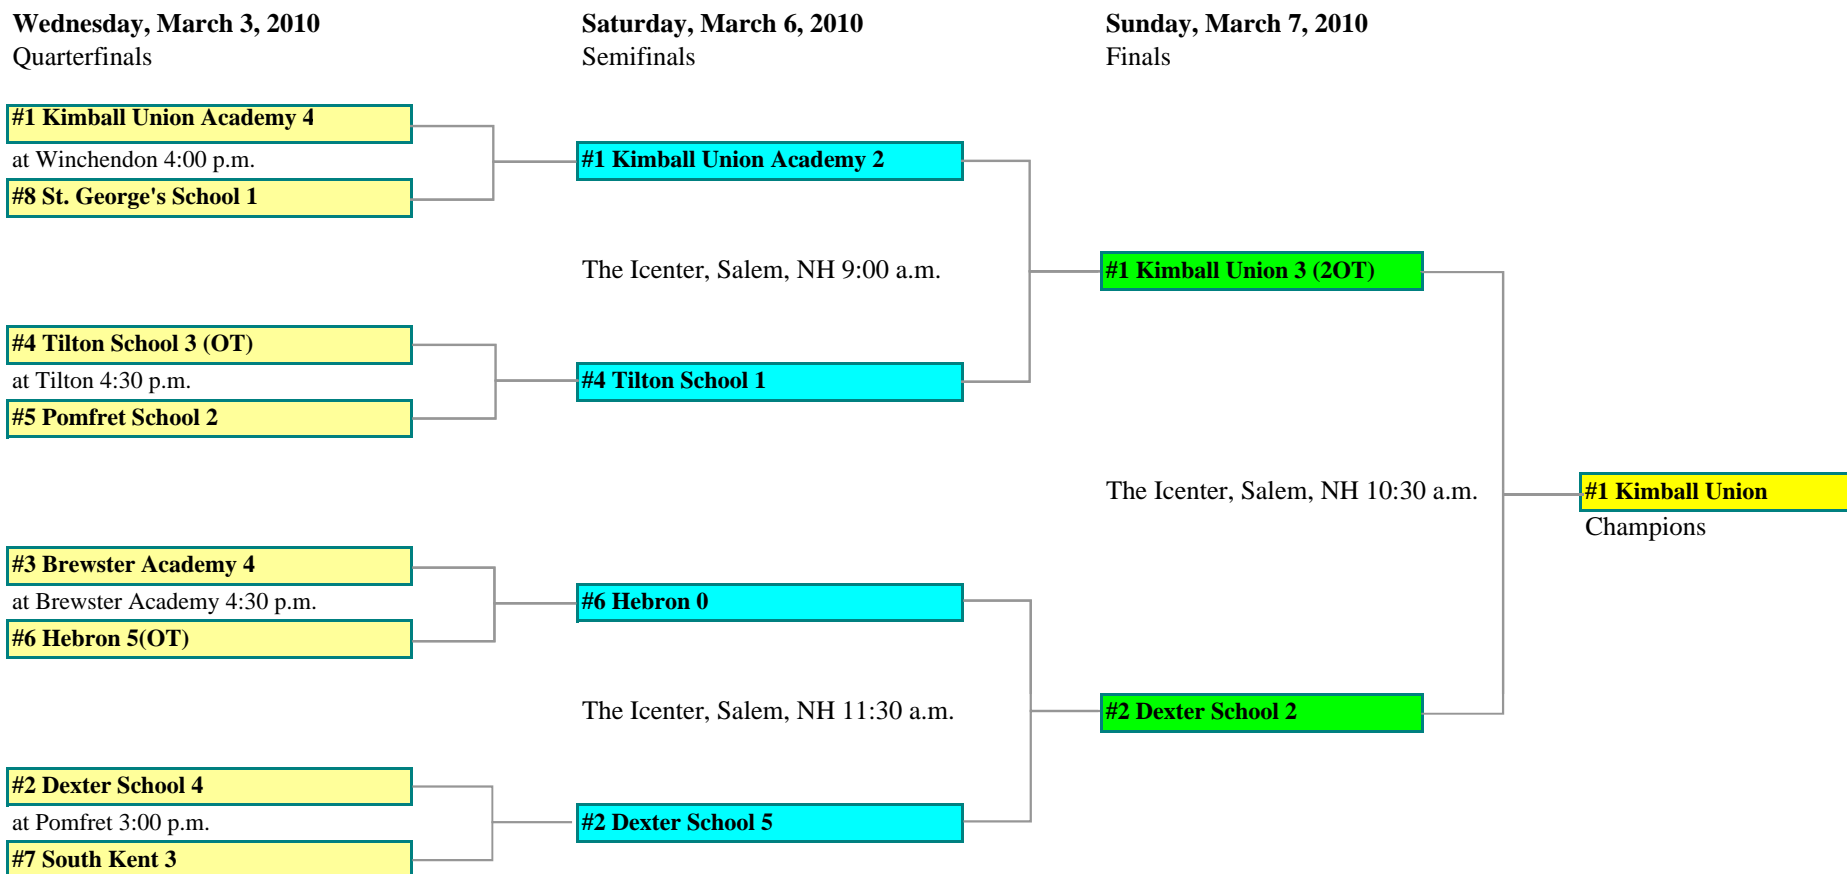 Wednesday, March 3, 2010
Quarterfinals
#1 Kimball Union Academy 4
at Winchendon 4:00 p.m.
#8 St. George's School 1
#4 Tilton School 3 (OT)
at Tilton 4:30 p.m.
#5 Pomfret School 2
#3 Brewster Academy 4
at Brewster Academy 4:30 p.m.
#6 Hebron 5(OT)
#2 Dexter School 4
at Pomfret 3:00 p.m.
#7 South Kent 3
Saturday, March 6, 2010
Semifinals
#1 Kimball Union Academy 2
The Icenter, Salem, NH 9:00 a.m.
#4 Tilton School 1
#6 Hebron 0
The Icenter, Salem, NH 11:30 a.m.
#2 Dexter School 5
Sunday, March 7, 2010
Finals
#1 Kimball Union 3 (2OT)
The Icenter, Salem, NH 10:30 a.m.
#2 Dexter School 2
#1 Kimball Union
Champions